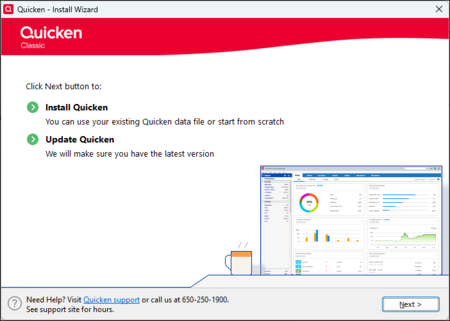 Quicken - Install Wizard
Quicken
Classic
Click Next button to:
Install Quicken
You can use your existing Quicken data file or start from scratch
Update Quicken
We will make sure you have the latest version
Need Help? Visit Quicken support or call us at 650-250-1900.
See support site for hours.
Next >